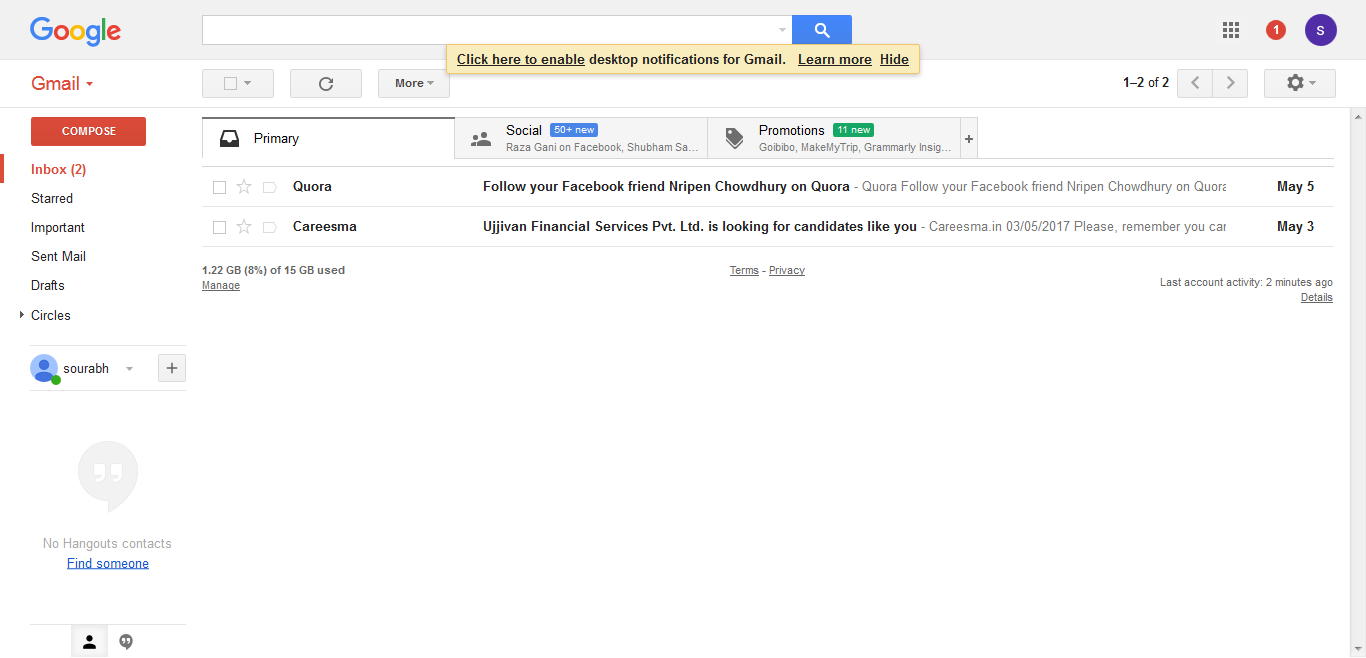 Google
1
S
Click here to enable desktop notifications for Gmail. Learn more Hide
Gmail
More
1–2 of 2
COMPOSE
Primary
Social 50+ new
Raza Gani on Facebook, Shubham Sa...
Promotions 11 new
Goibibo, MakeMyTrip, Grammarly Insig...
+
Inbox (2)
Starred
Important
Sent Mail
Drafts
Circles
Quora Follow your Facebook friend Nripen Chowdhury on Quora - Quora Follow your Facebook friend Nripen Chowdhury on Quora May 5
Careesma Ujjivan Financial Services Pvt. Ltd. is looking for candidates like you - Careesma.in 03/05/2017 Please, remember you can May 3
1.22 GB (8%) of 15 GB used
Manage
Terms - Privacy
Last account activity: 2 minutes ago
Details
sourabh
+
No Hangouts contacts
Find someone